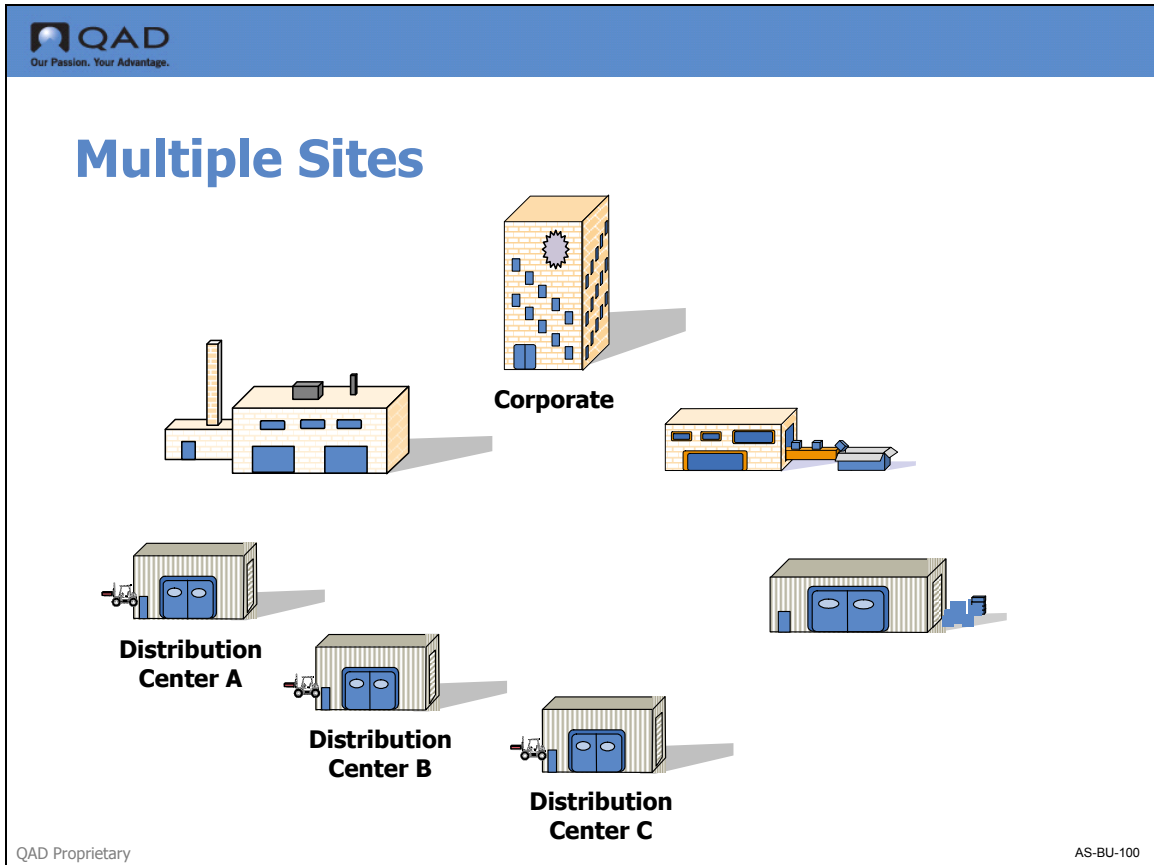 QAD
Our Passion. Your Advantage.
Multiple Sites
Corporate
Distribution
Center A
Distribution
Center B
Distribution
Center C
QAD Proprietary
AS-BU-100